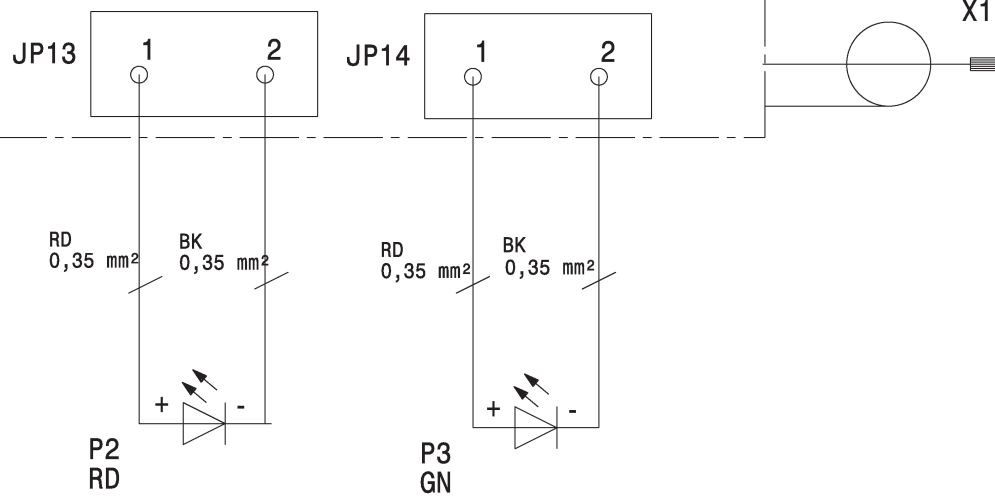 X1
JP13
1
2
JP14
1
2
RD
0,35 mm²
BK
0,35 mm²
RD
0,35 mm²
BK
0,35 mm²
+
-
+
-
P2
RD
P3
GN